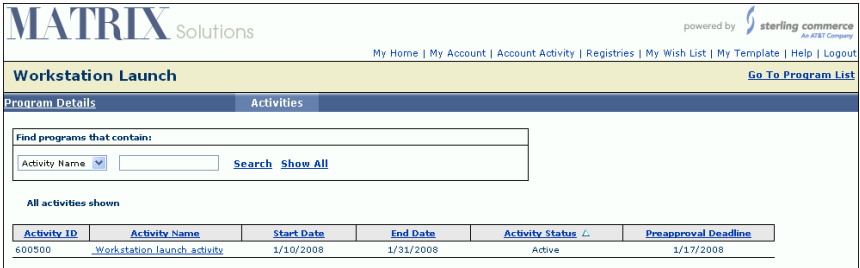 MATRIX Solutions
powered by sterling commerce
An AT&T Company
My Home | My Account | Account Activity | Registries | My Wish List | My Template | Help | Logout
Workstation Launch Go To Program List
Program Details Activities
Find programs that contain:
Activity Name Search Show All
All activities shown
Activity ID Activity Name Start Date End Date Activity Status Preapproval Deadline
600500 Workstation launch activity 1/10/2008 1/31/2008 Active 1/17/2008